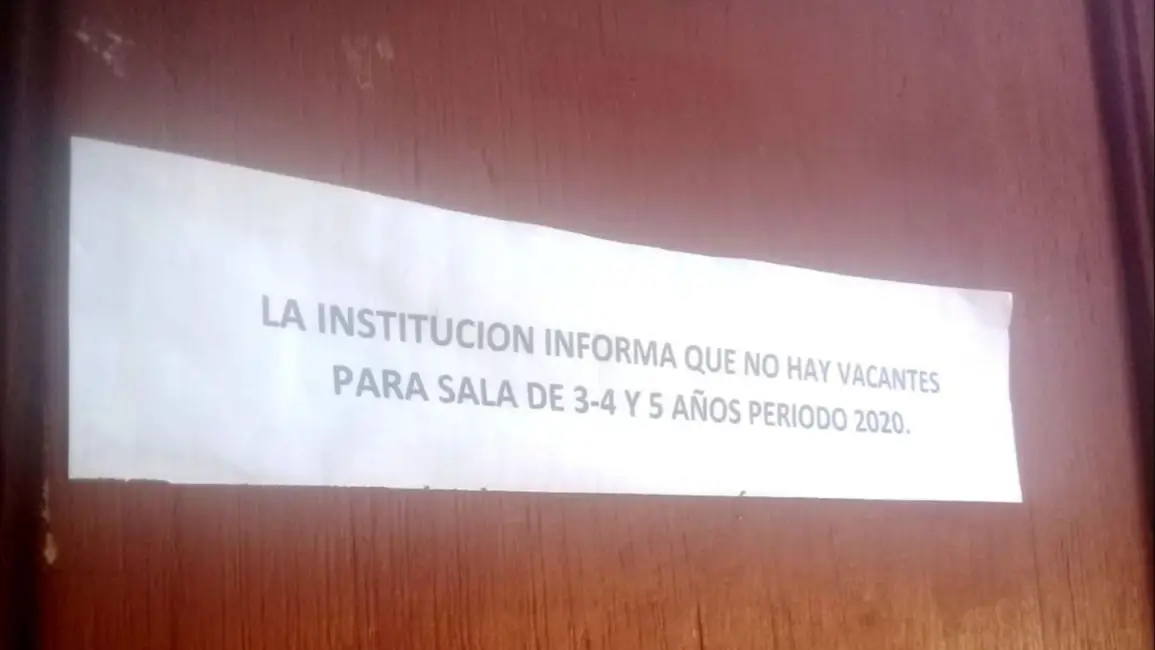 LA INSTITUCION INFORMA QUE NO HAY VACANTES
PARA SALA DE 3-4 Y 5 AÑOS PERIODO 2020.